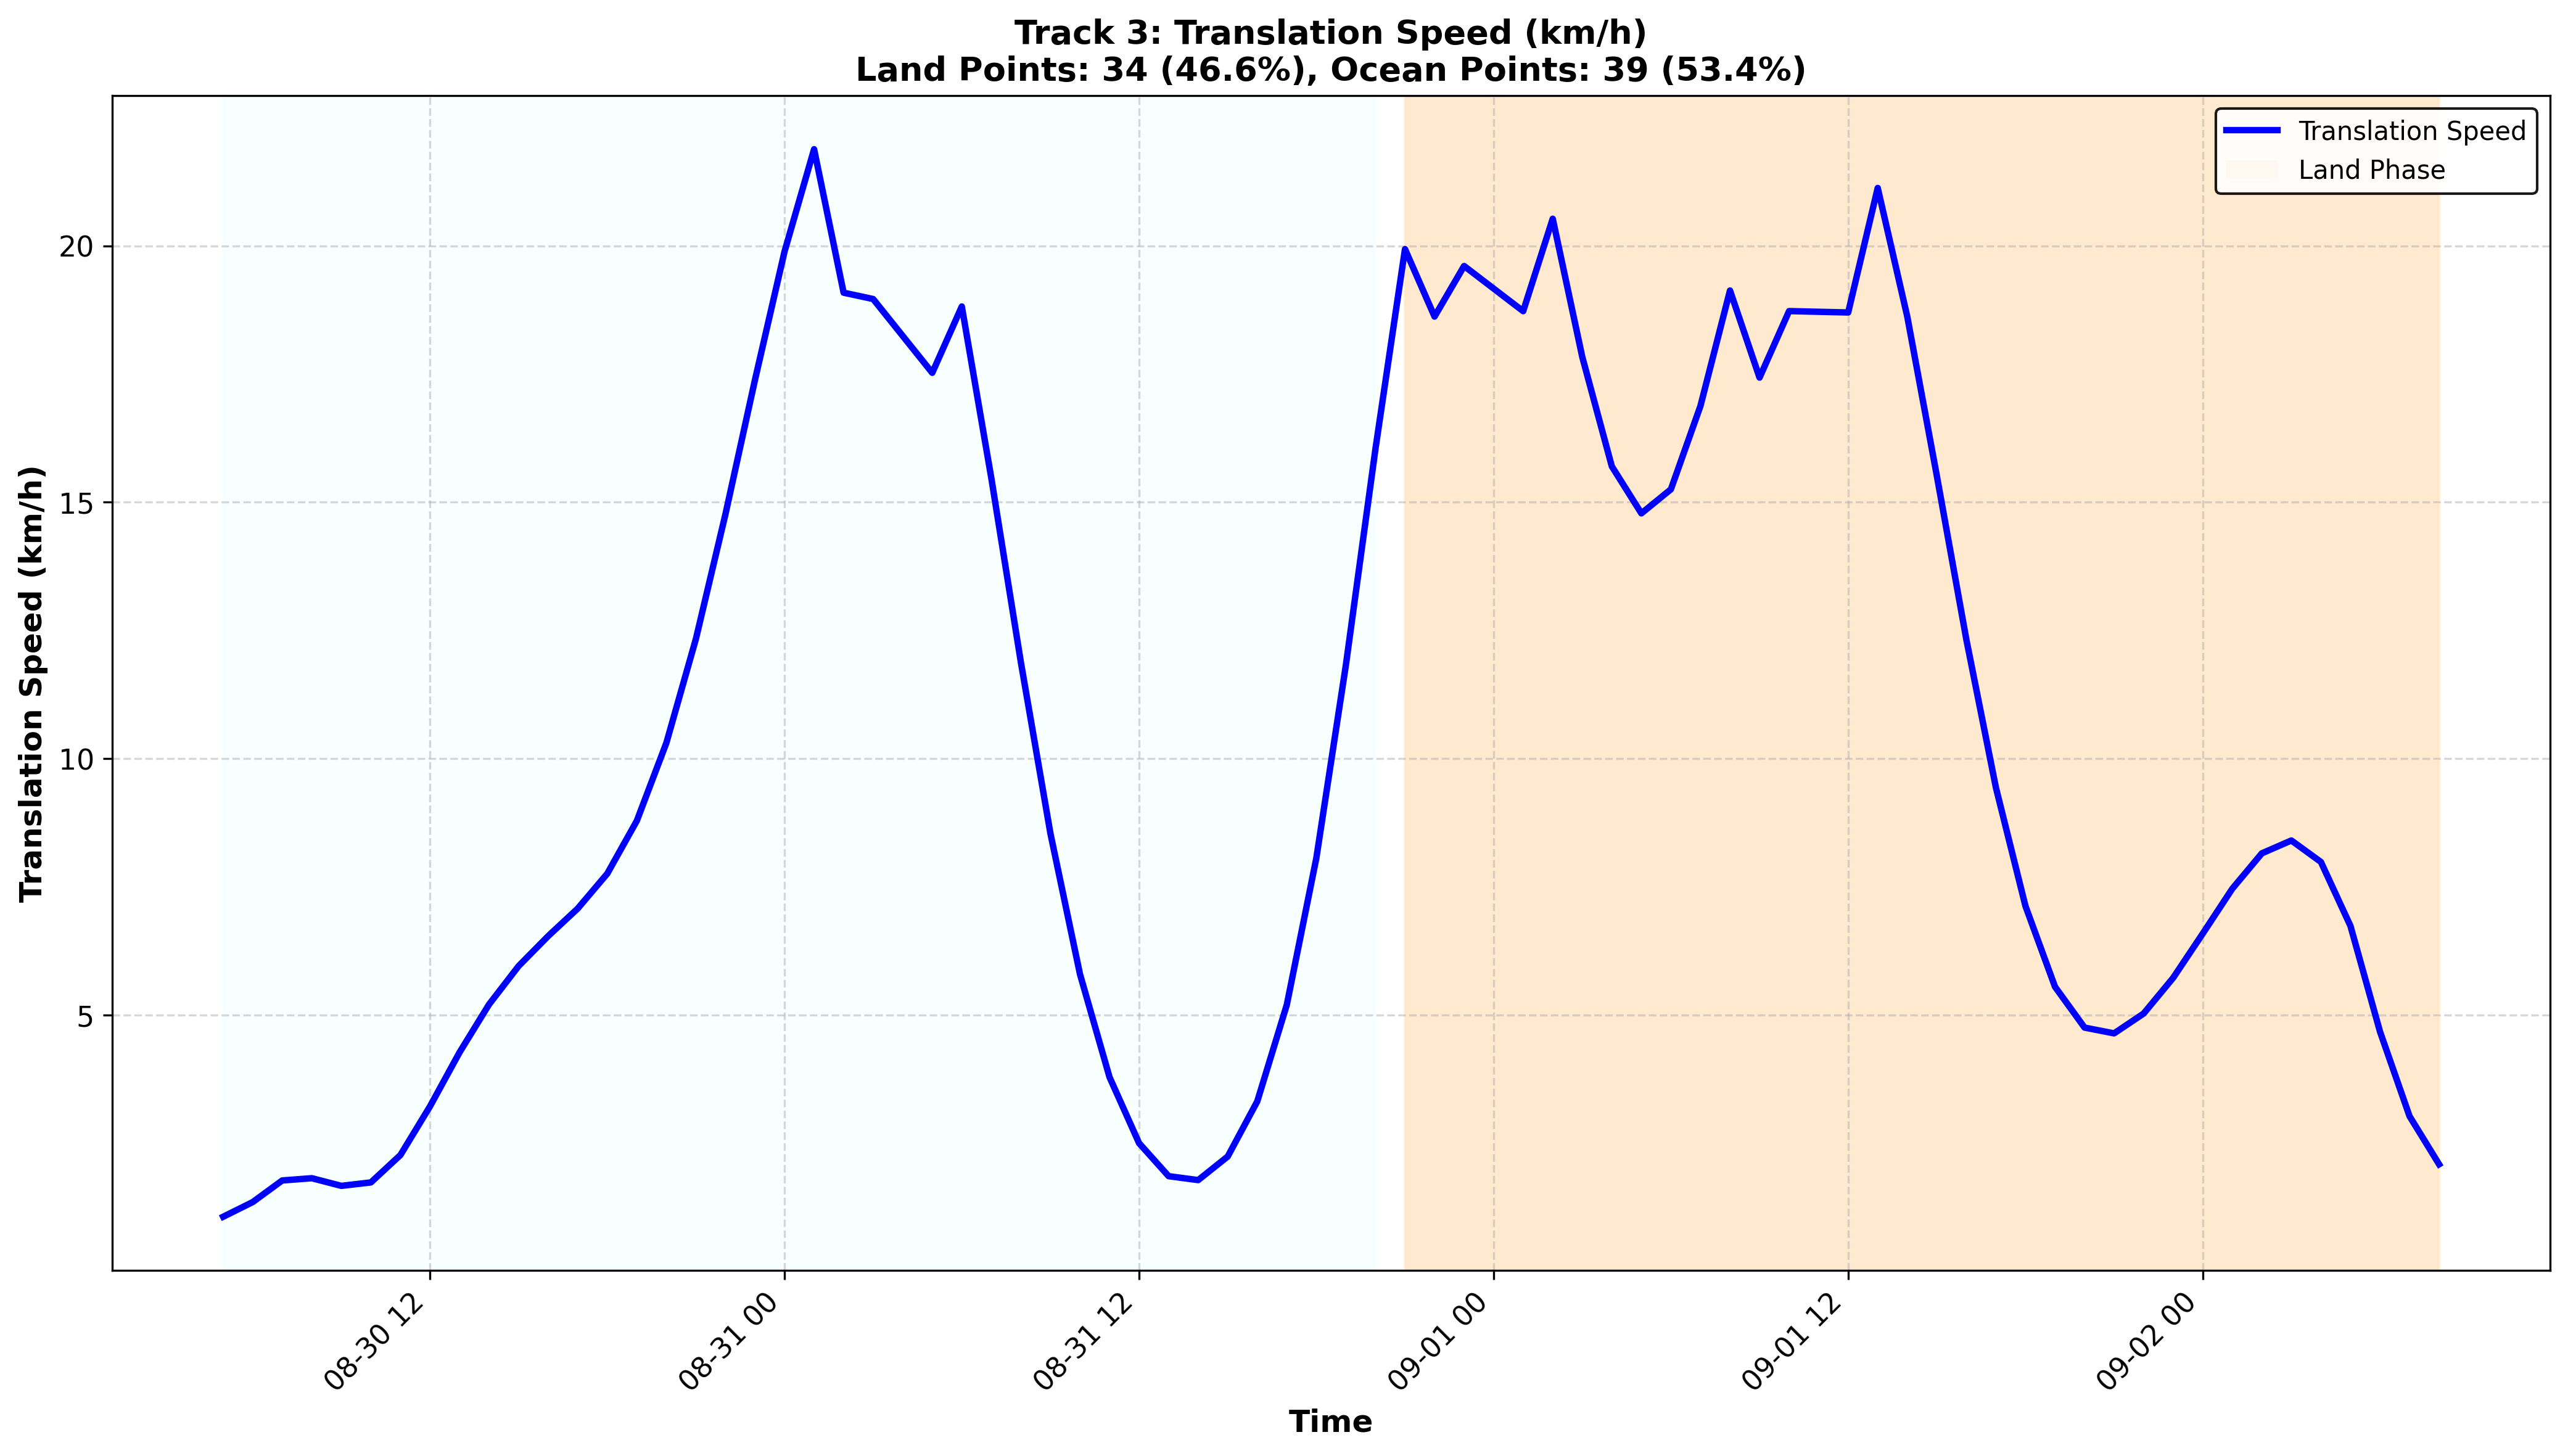 Track 3: Translation Speed (km/h)
Land Points: 34 (46.6%), Ocean Points: 39 (53.4%)
Translation Speed
Land Phase
Translation Speed (km/h)
20
15
10
5
08-30 12
08-31 00
08-31 12
09-01 00
09-01 12
09-02 00
Time